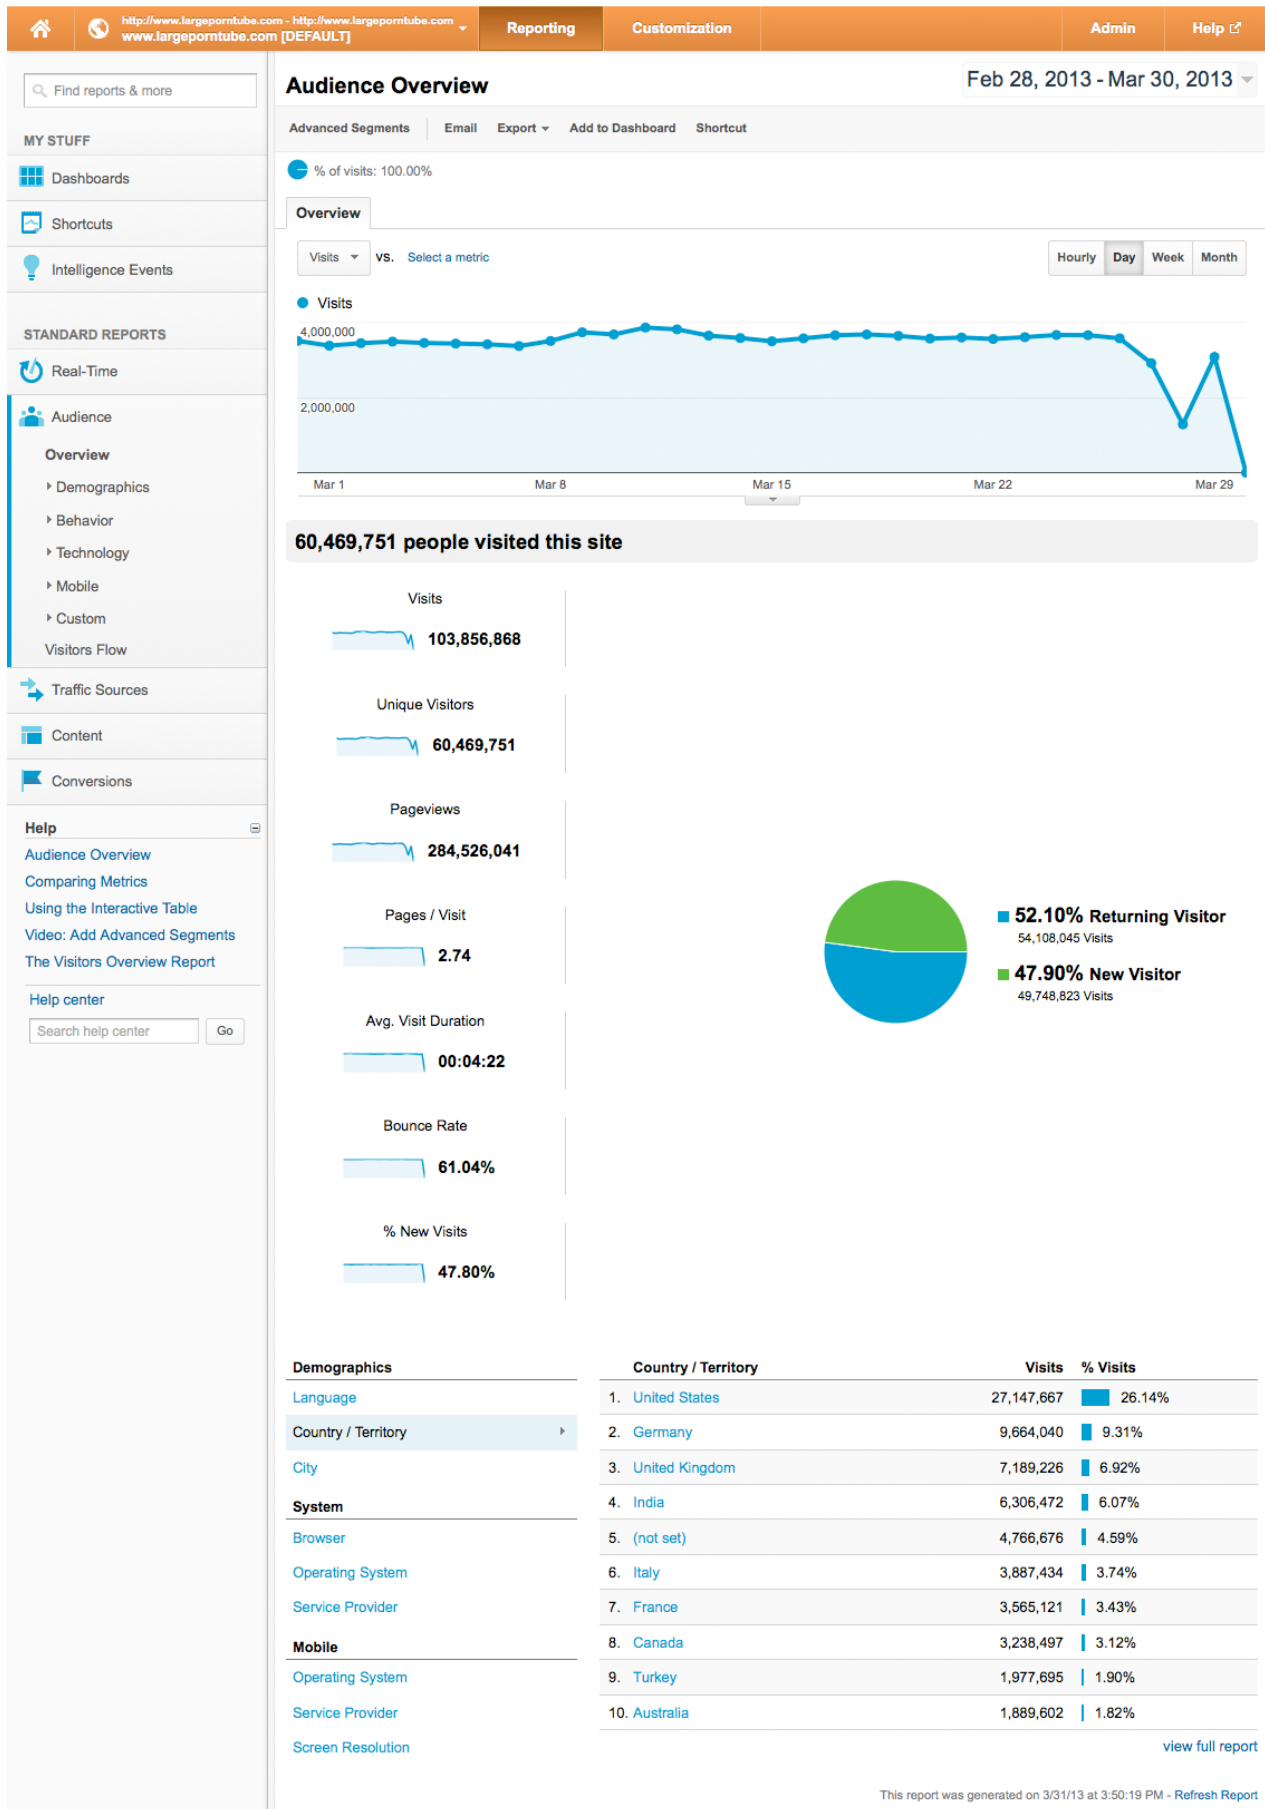 http://www.largeporntube.com - http://www.largeporntube.com
www.largeporntube.com [DEFAULT]
Reporting
Customization
Admin
Help
Find reports & more
MY STUFF
Dashboards
Shortcuts
Intelligence Events
STANDARD REPORTS
Real-Time
Audience
Overview
Demographics
Behavior
Technology
Mobile
Custom
Visitors Flow
Traffic Sources
Content
Conversions
Help
Audience Overview
Comparing Metrics
Using the Interactive Table
Video: Add Advanced Segments
The Visitors Overview Report
Help center
Search help center
Go
Audience Overview
Feb 28, 2013 - Mar 30, 2013
Advanced Segments Email Export Add to Dashboard Shortcut
% of visits: 100.00%
Overview
Visits VS. Select a metric
Hourly Day Week Month
Visits
4,000,000
2,000,000
Mar 1 Mar 8 Mar 15 Mar 22 Mar 29
60,469,751 people visited this site
Visits
103,856,868
Unique Visitors
60,469,751
Pageviews
284,526,041
Pages / Visit
2.74
Avg. Visit Duration
00:04:22
Bounce Rate
61.04%
% New Visits
47.80%
52.10% Returning Visitor
54,108,045 Visits
47.90% New Visitor
49,748,823 Visits
Demographics
Language
Country / Territory
City
System
Browser
Operating System
Service Provider
Mobile
Operating System
Service Provider
Screen Resolution
Country / Territory Visits % Visits
1. United States 27,147,667 26.14%
2. Germany 9,664,040 9.31%
3. United Kingdom 7,189,226 6.92%
4. India 6,306,472 6.07%
5. (not set) 4,766,676 4.59%
6. Italy 3,887,434 3.74%
7. France 3,565,121 3.43%
8. Canada 3,238,497 3.12%
9. Turkey 1,977,695 1.90%
10. Australia 1,889,602 1.82%
view full report
This report was generated on 3/31/13 at 3:50:19 PM - Refresh Report